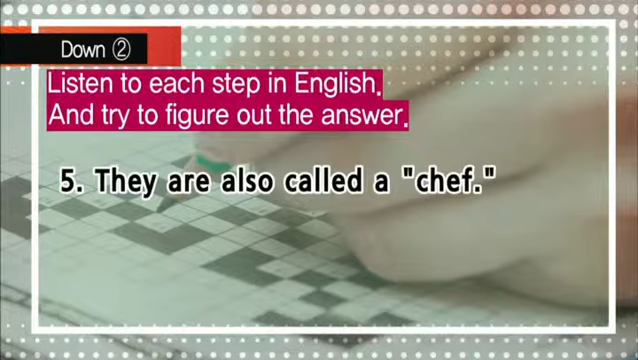 Down ②
Listen to each step in English.
And try to figure out the answer.
5. They are also called a "chef."